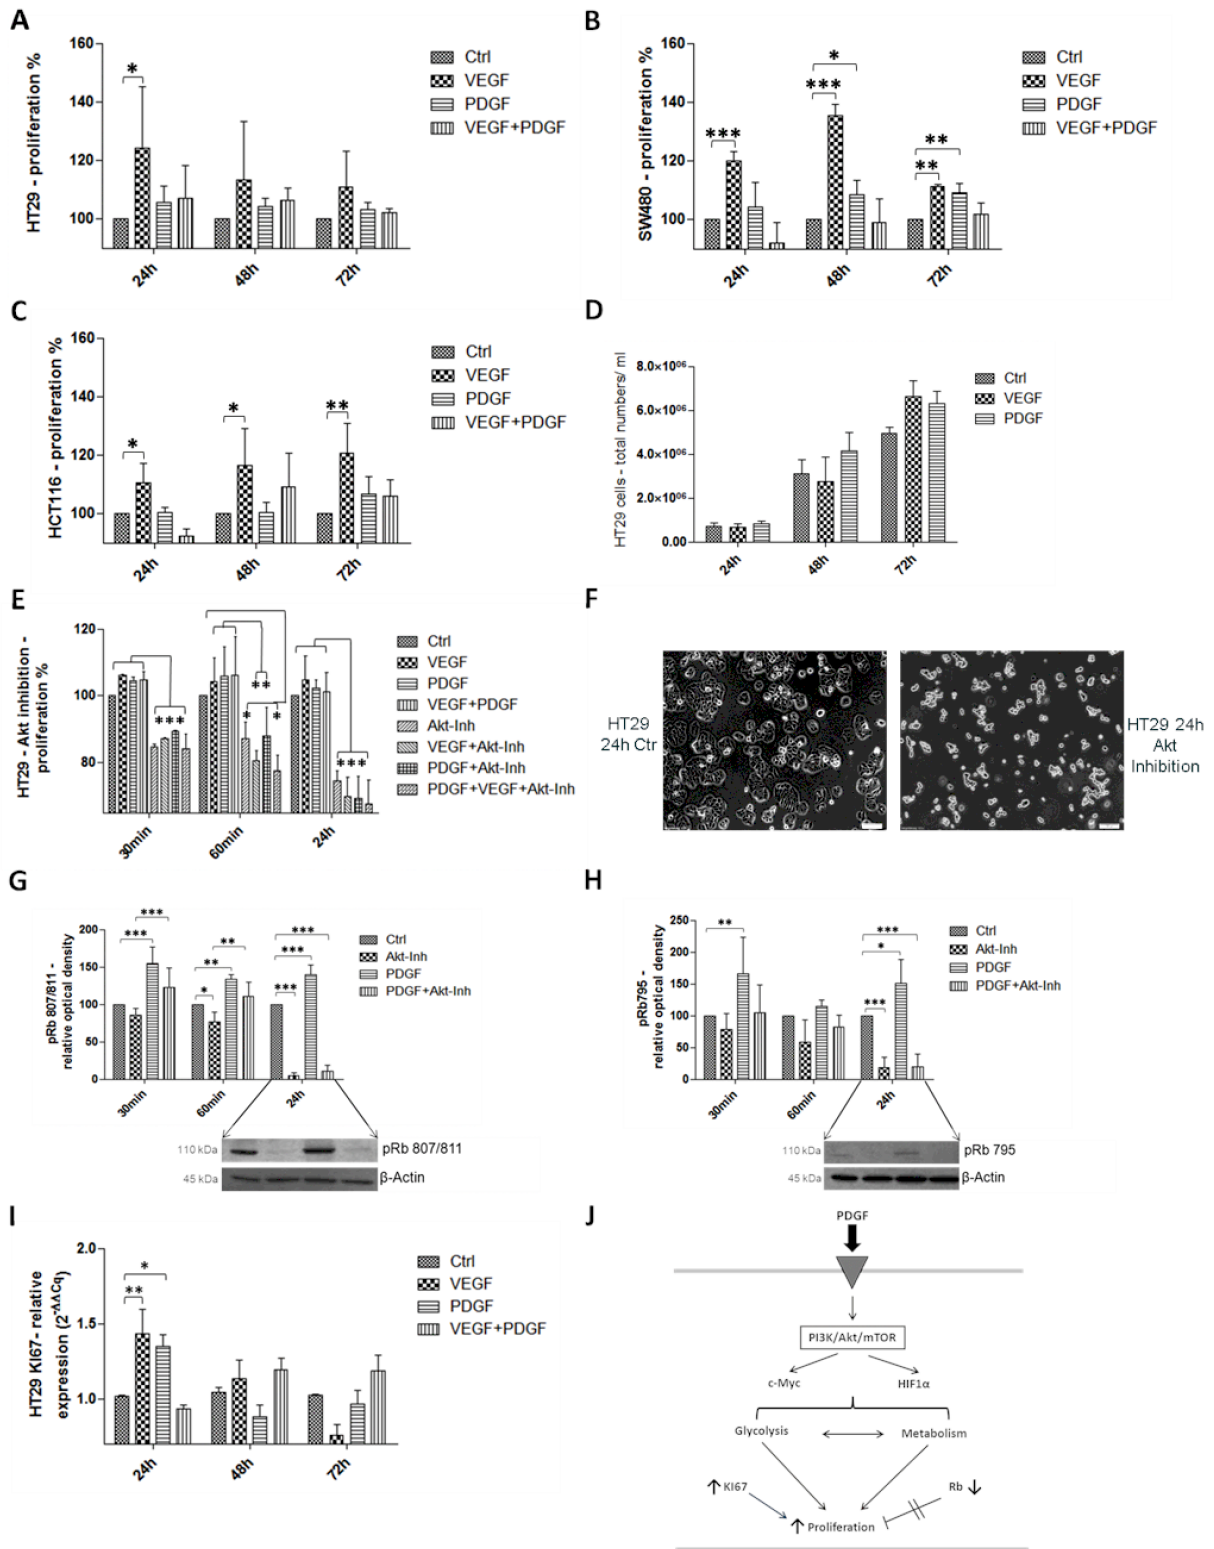 A
HT29 - proliferation %
160
140
120
100
24h
48h
72h
*
Ctrl
VEGF
PDGF
VEGF+PDGF
B
SV480 - proliferation %
160
140
120
100
24h
48h
72h
***
***
*
**
**
Ctrl
VEGF
PDGF
VEGF+PDGF
C
HCT116 - proliferation %
160
140
120
100
24h
48h
72h
*
*
**
Ctrl
VEGF
PDGF
VEGF+PDGF
D
HT29 cells - total numbers/ ml
8.0×10⁰⁶
6.0×10⁰⁶
4.0×10⁰⁶
2.0×10⁰⁶
0.00
24h
48h
72h
Ctrl
VEGF
PDGF
E
HT29 - Akt inhibition -
proliferation %
120
100
80
30min
60min
24h
***
*
**
*
***
Ctrl
VEGF
PDGF
VEGF+PDGF
Akt-Inh
VEGF+Akt-Inh
PDGF+Akt-Inh
PDGF+VEGF+Akt-Inh
F
HT29
24h Ctr
HT29 24h
Akt
Inhibition
G
pRb 807/811 -
relative optical density
200
150
100
50
0
30min
60min
24h
***
***
*
**
**
***
***
***
Ctrl
Akt-Inh
PDGF
PDGF+Akt-Inh
110 kDa
pRb 807/811
45 kDa
β-Actin
H
pRb795 -
relative optical density
250
200
150
100
50
0
30min
60min
24h
**
***
*
***
Ctrl
Akt-Inh
PDGF
PDGF+Akt-Inh
110 kDa
pRb 795
45 kDa
β-Actin
I
HT29 KI67- relative
expression (2^-ΔΔCq)
2.0
1.5
1.0
24h
48h
72h
*
**
Ctrl
VEGF
PDGF
VEGF+PDGF
J
PDGF
PI3K/Akt/mTOR
c-Myc
HIF1α
Glycolysis
Metabolism
KI67
Rb
Proliferation